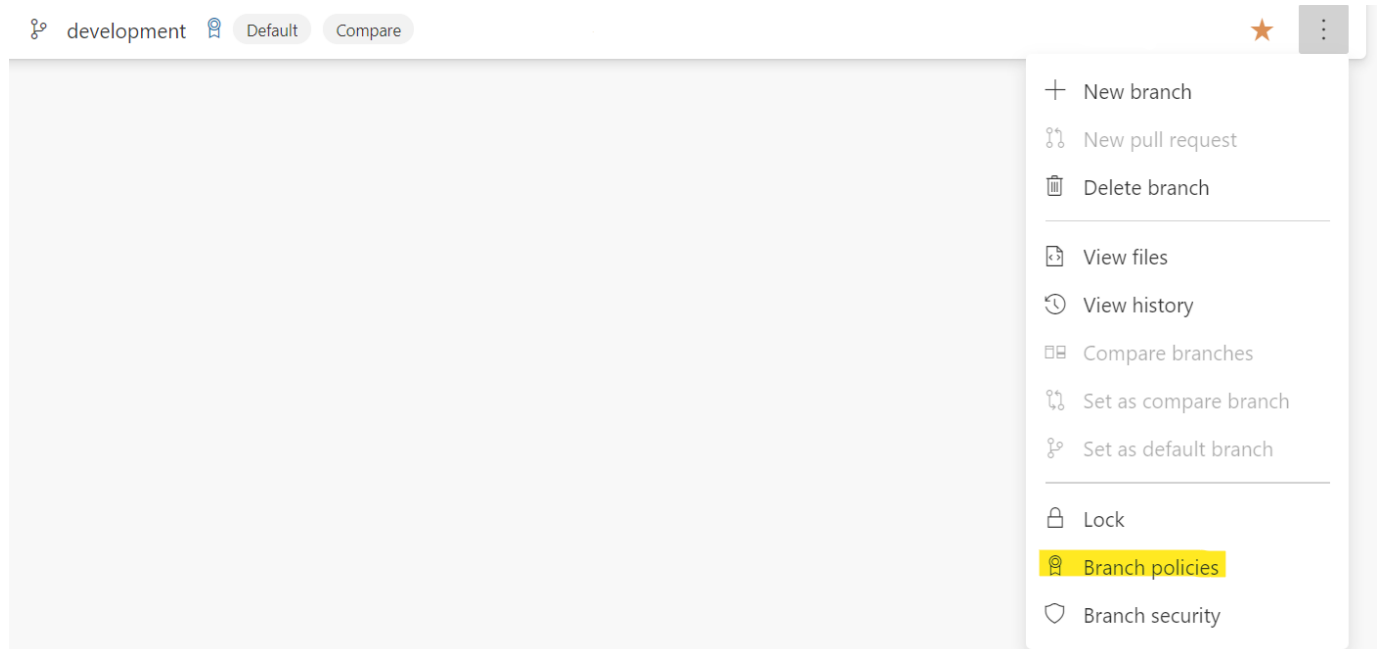 development Default Compare
New branch
New pull request
Delete branch
View files
View history
Compare branches
Set as compare branch
Set as default branch
Lock
Branch policies
Branch security